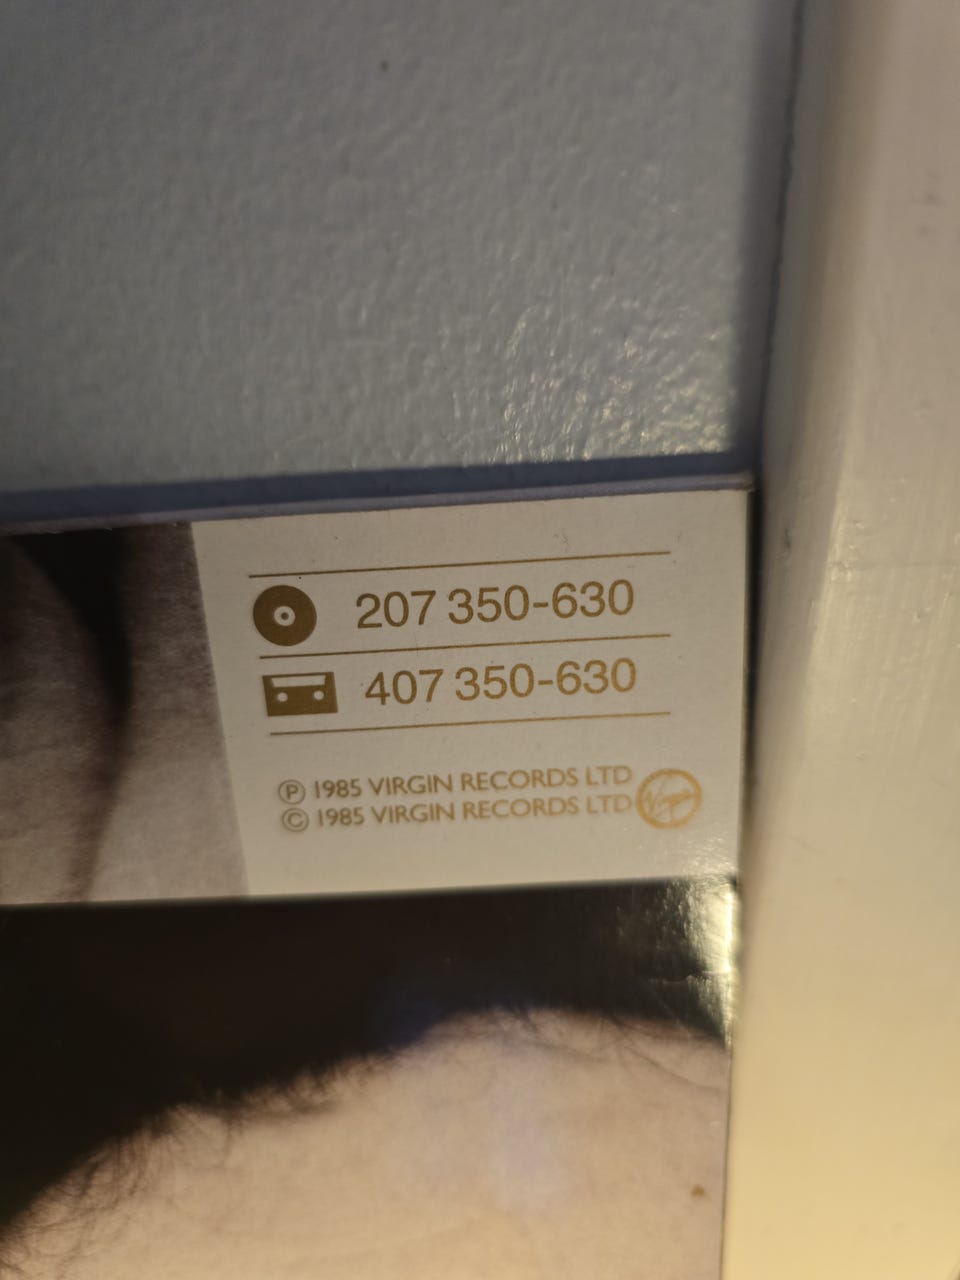 207 350-630
407 350-630
Ⓟ 1985 VIRGIN RECORDS LTD
© 1985 VIRGIN RECORDS LTD
Virgin